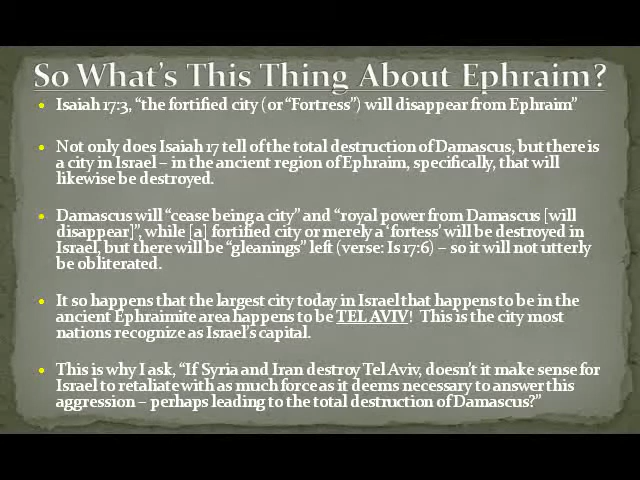 So What's This Thing About Ephraim?
• Isaiah 17:3, "the fortified city (or "Fortress") will disappear from Ephraim"
• Not only does Isaiah 17 tell of the total destruction of Damascus, but there is
a city in Israel – in the ancient region of Ephraim, specifically, that will
likewise be destroyed.
• Damascus will "cease being a city" and "royal power from Damascus [will
disappear]", while [a] fortified city or merely a 'fortess' will be destroyed in
Israel, but there will be "gleanings" left (verse: Is 17:6) – so it will not utterly
be obliterated.
• It so happens that the largest city today in Israel that happens to be in the
ancient Ephraimite area happens to be TEL AVIV! This is the city most
nations recognize as Israel's capital.
• This is why I ask, "If Syria and Iran destroy Tel Aviv, doesn't it make sense for
Israel to retaliate with as much force as it deems necessary to answer this
aggression – perhaps leading to the total destruction of Damascus?"